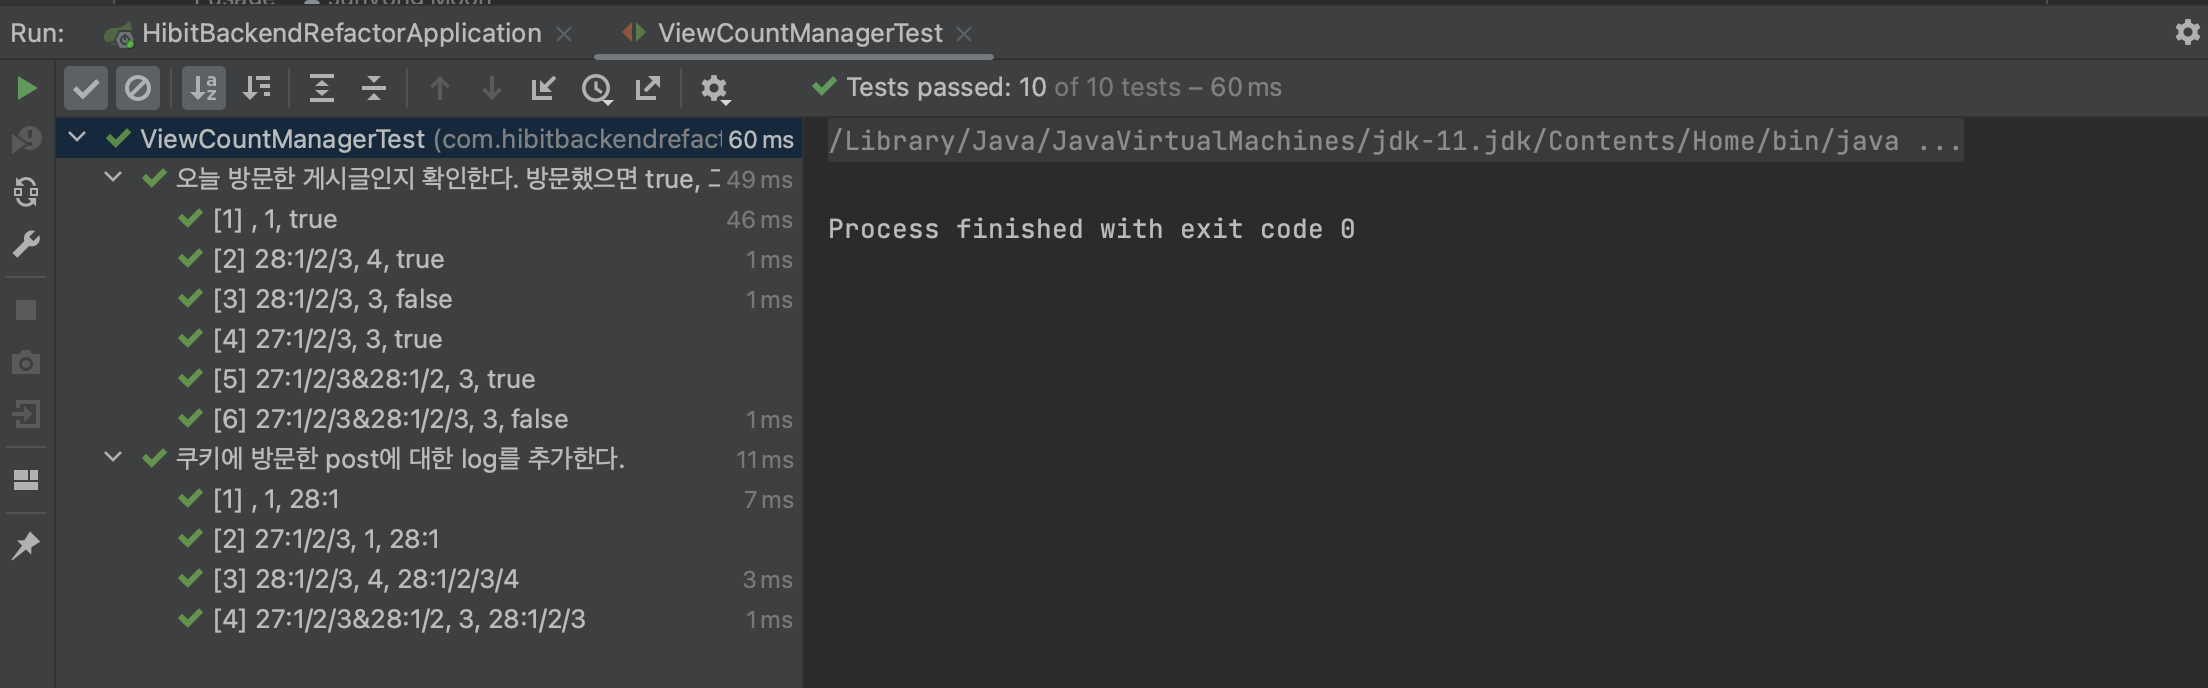 Run: HibitBackendRefactorApplication ViewCountManagerTest
Tests passed: 10 of 10 tests – 60 ms
ViewCountManagerTest (com.hibitbackendrefact 60 ms
오늘 방문한 게시글인지 확인한다. 방문했으면 true, 49 ms
[1] , 1, true 46 ms
[2] 28:1/2/3, 4, true 1 ms
[3] 28:1/2/3, 3, false 1 ms
[4] 27:1/2/3, 3, true
[5] 27:1/2/3&28:1/2, 3, true
[6] 27:1/2/3&28:1/2/3, 3, false 1 ms
쿠키에 방문한 post에 대한 log를 추가한다. 11 ms
[1] , 1, 28:1 7 ms
[2] 27:1/2/3, 1, 28:1
[3] 28:1/2/3, 4, 28:1/2/3/4 3 ms
[4] 27:1/2/3&28:1/2, 3, 28:1/2/3 1 ms
/Library/Java/JavaVirtualMachines/jdk-11.jdk/Contents/Home/bin/java ...
Process finished with exit code 0